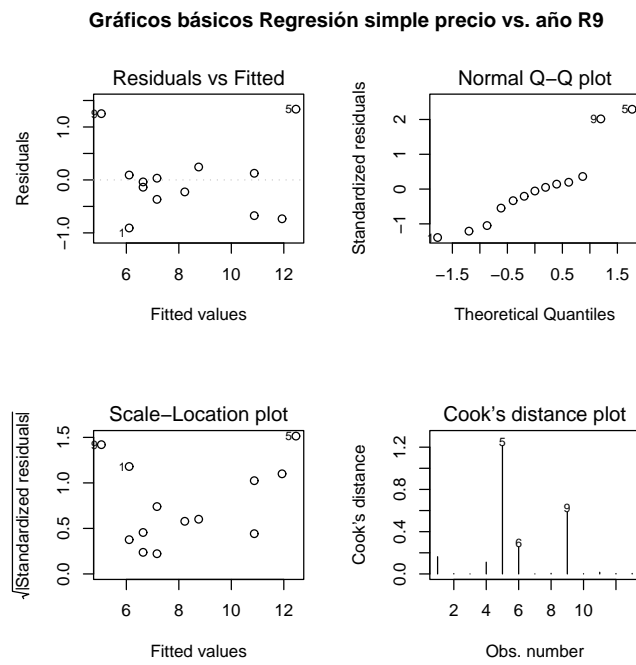 Gráficos básicos Regresión simple precio vs. año R9
Residuals vs Fitted
Residuals
−1.0 0.0 1.0
9
5
1
6 8 10 12
Fitted values
Normal Q−Q plot
Standardized residuals
−1 0 1 2
5
9
1
−1.5 −0.5 0.5 1.5
Theoretical Quantiles
Scale−Location plot
√|Standardized residuals|
0.0 0.5 1.0 1.5
9
5
1
6 8 10 12
Fitted values
Cook's distance plot
Cook's distance
0.0 0.4 0.8 1.2
5
9
6
2 4 6 8 10
Obs. number